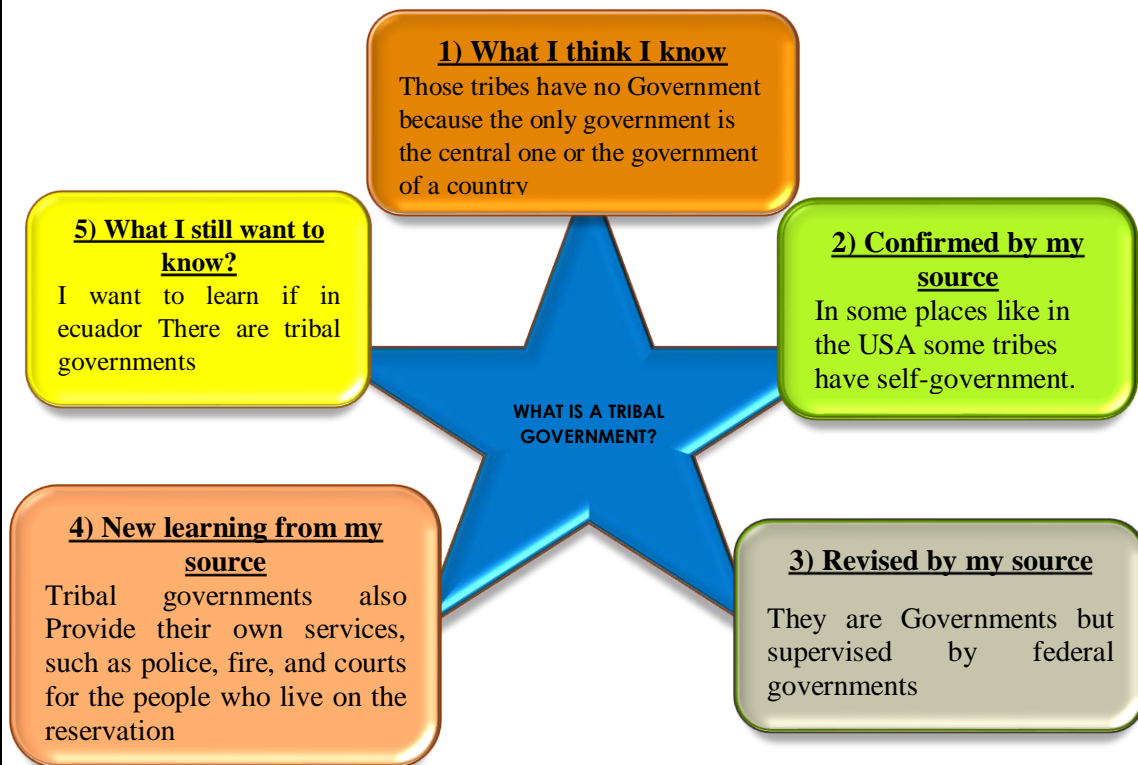 1) What I think I know
Those tribes have no Government
because the only government is
the central one or the government
of a country
2) Confirmed by my
source
In some places like in
the USA some tribes
have self-government.
3) Revised by my source
They are Governments but
supervised by federal
governments
4) New learning from my
source
Tribal governments also
Provide their own services,
such as police, fire, and courts
for the people who live on the
reservation
5) What I still want to
know?
I want to learn if in
ecuador There are tribal
governments
WHAT IS A TRIBAL
GOVERNMENT?